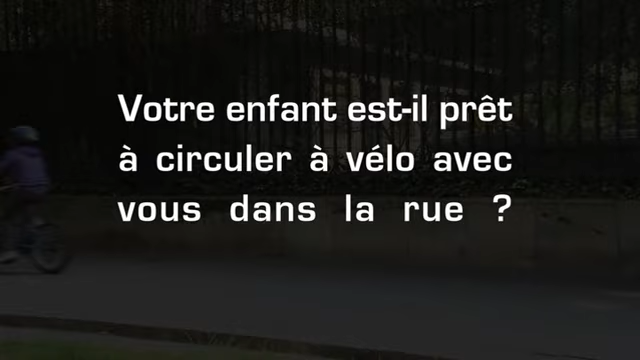 Votre enfant est-il prêt
à circuler à vélo avec
vous dans la rue ?